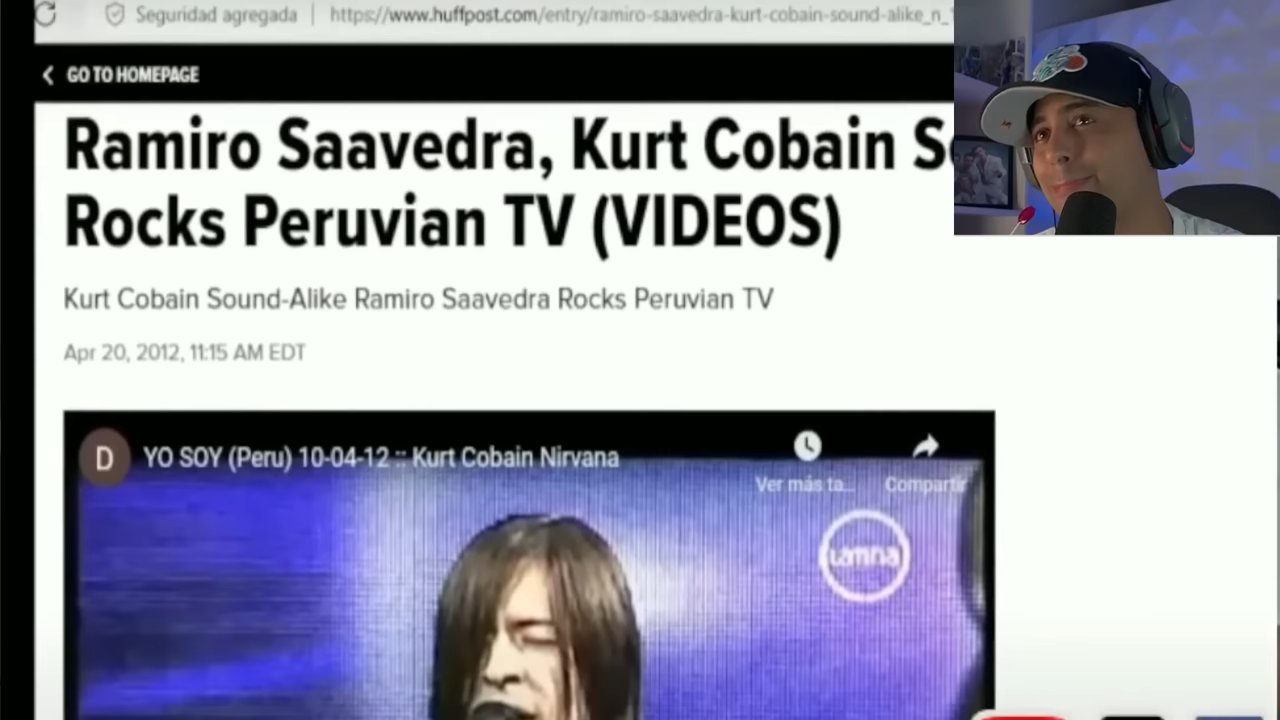 Seguridad agregada
https://www.huffpost.com/entry/ramiro-saavedra-kurt-cobain-sound-alike_n_
GO TO HOMEPAGE
Ramiro Saavedra, Kurt Cobain
Rocks Peruvian TV (VIDEOS)
Kurt Cobain Sound-Alike Ramiro Saavedra Rocks Peruvian TV
Apr 20, 2012, 11:15 AM EDT
D
YO SOY (Peru) 10-04-12 :: Kurt Cobain Nirvana
Ver más ta...
Compartir
Latina